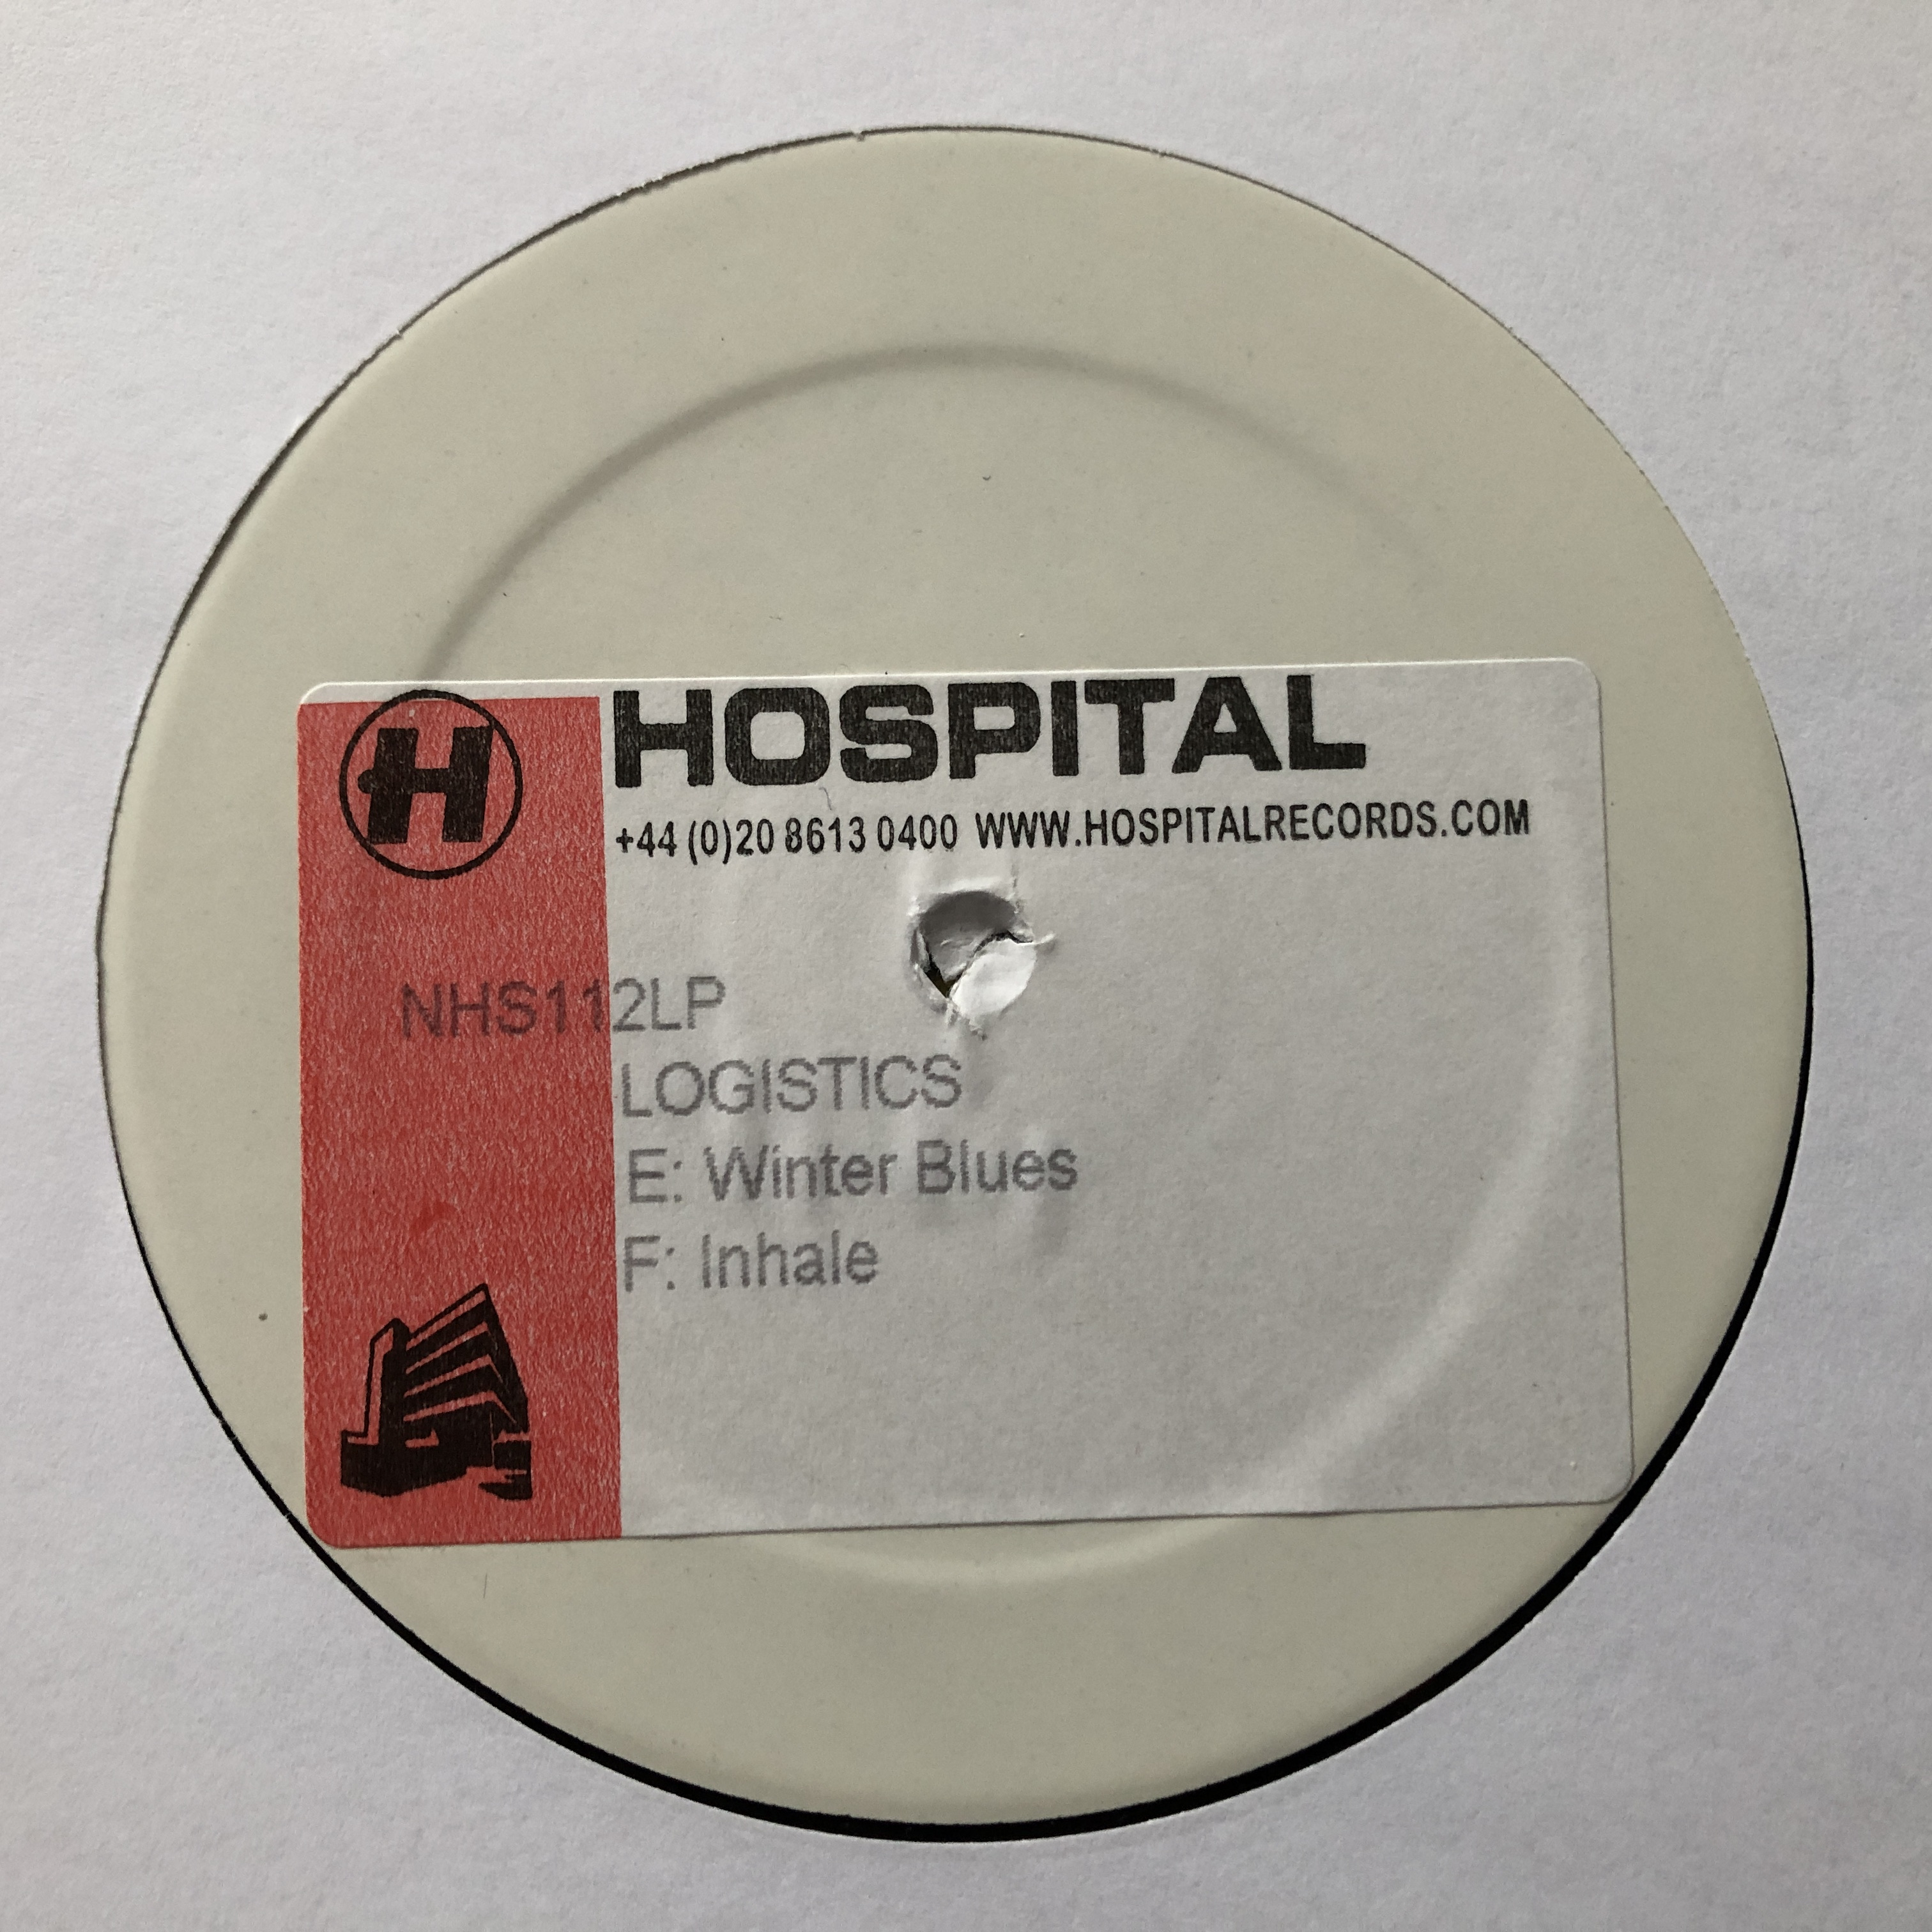 H HOSPITAL
+44 (0)20 8613 0400 WWW.HOSPITALRECORDS.COM
NHS112LP
LOGISTICS
E: Winter Blues
F: Inhale